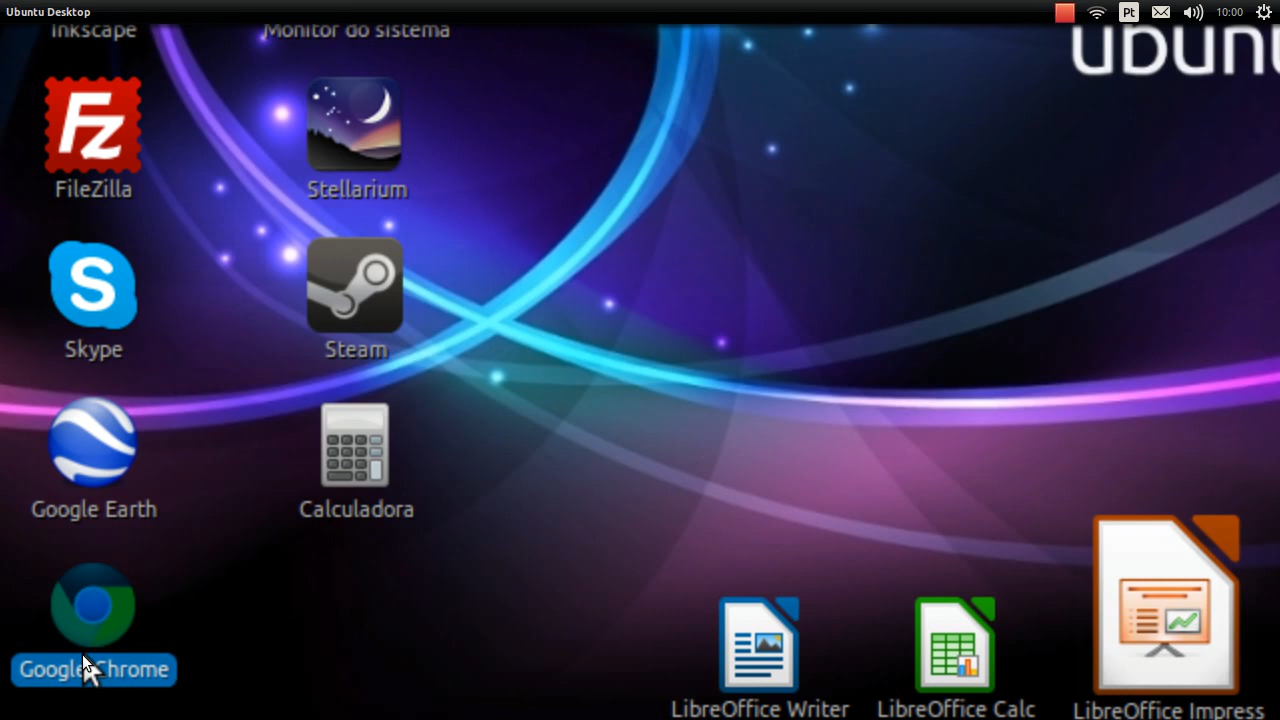 Ubuntu Desktop
Pt
10:00
Inkscape
Monitor do sistema
ubuntu
Fz
FileZilla
Stellarium
S
Skype
Steam
Google Earth
Calculadora
Google Chrome
LibreOffice Writer
LibreOffice Calc
LibreOffice Impress